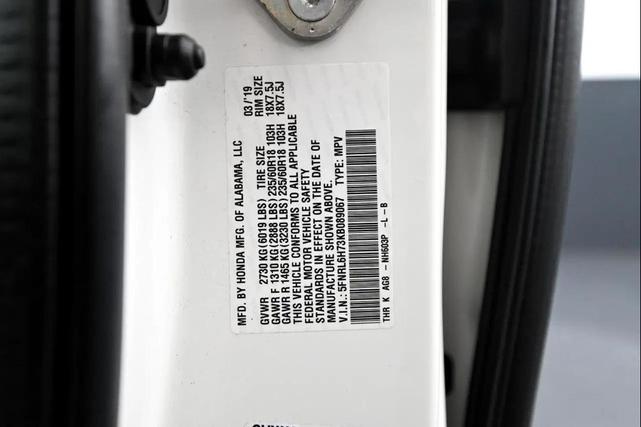 MFD. BY HONDA MFG. OF ALABAMA, LLC 03/'19
GVWR 2730 KG(6019 LBS) TIRE SIZE RIM SIZE
GAWR F 1310 KG(2888 LBS)235/60R18 103H 18X7.5J
GAWR R 1465 KG(3230 LBS)235/60R18 103H 18X7.5J
THIS VEHICLE CONFORMS TO ALL APPLICABLE
FEDERAL MOTOR VEHICLE SAFETY
STANDARDS IN EFFECT ON THE DATE OF
MANUFACTURE SHOWN ABOVE.
V.I.N.: 5FNRL6H73KB089067 TYPE: MPV
THR K AG8 -NH603P -L-B